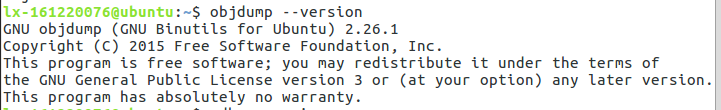 lx-161220076@ubuntu:~$ objdump --version
GNU objdump (GNU Binutils for Ubuntu) 2.26.1
Copyright (C) 2015 Free Software Foundation, Inc.
This program is free software; you may redistribute it under the terms of
the GNU General Public License version 3 or (at your option) any later version.
This program has absolutely no warranty.